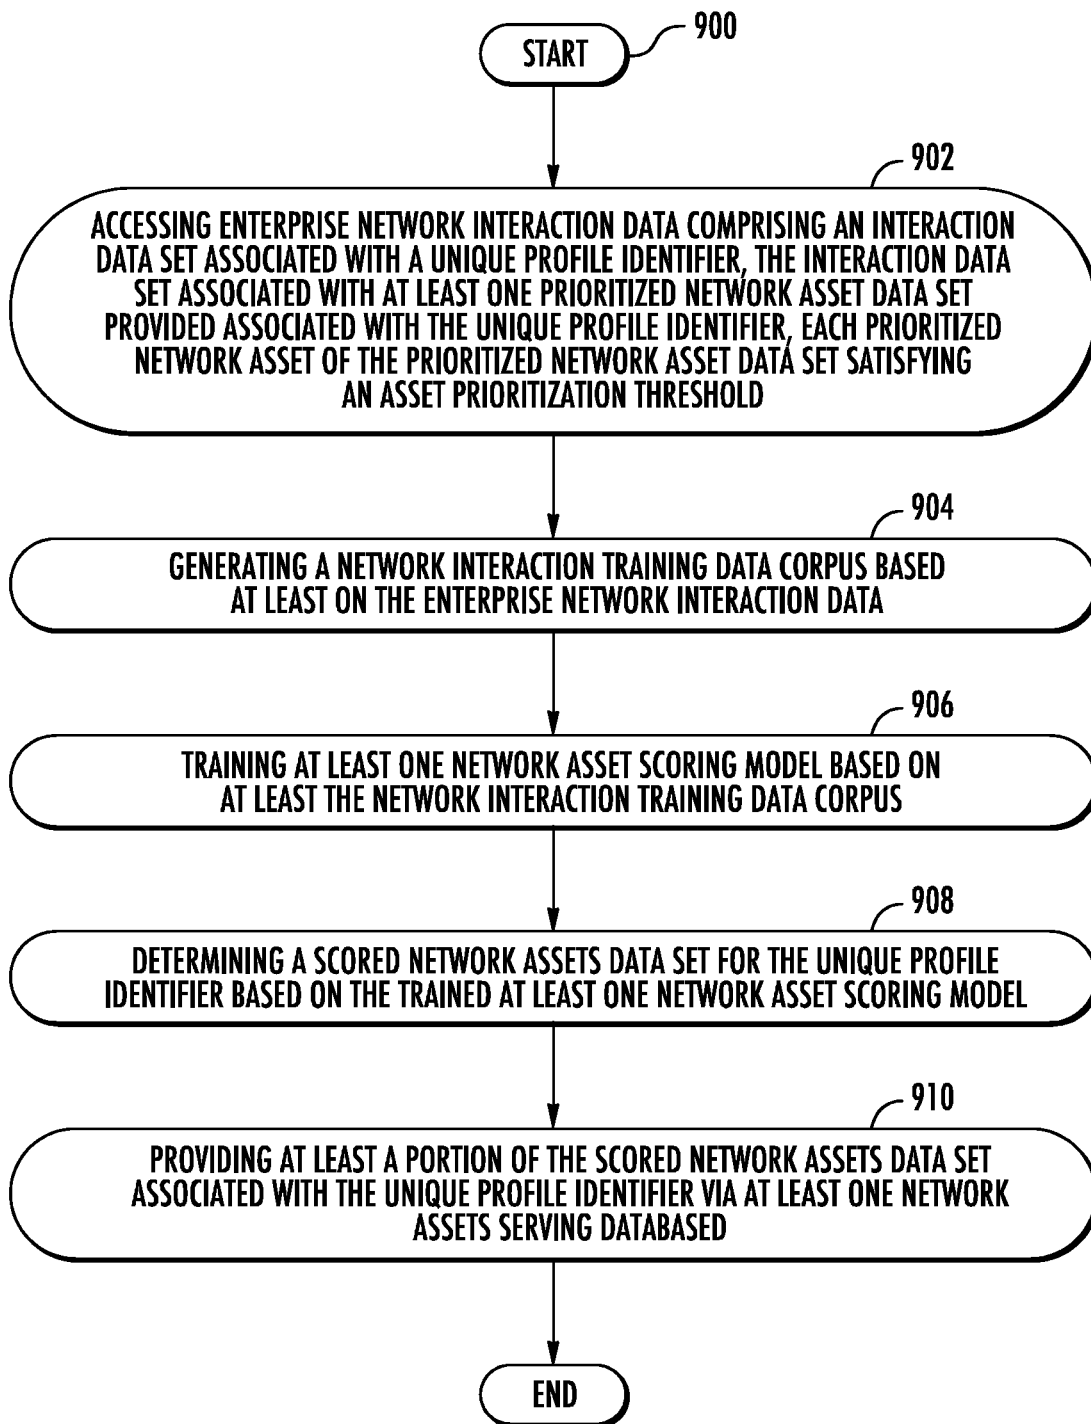 START
900
902
ACCESSING ENTERPRISE NETWORK INTERACTION DATA COMPRISING AN INTERACTION
DATA SET ASSOCIATED WITH A UNIQUE PROFILE IDENTIFIER, THE INTERACTION DATA
SET ASSOCIATED WITH AT LEAST ONE PRIORITIZED NETWORK ASSET DATA SET
PROVIDED ASSOCIATED WITH THE UNIQUE PROFILE IDENTIFIER, EACH PRIORITIZED
NETWORK ASSET OF THE PRIORITIZED NETWORK ASSET DATA SET SATISFYING
AN ASSET PRIORITIZATION THRESHOLD
904
GENERATING A NETWORK INTERACTION TRAINING DATA CORPUS BASED
AT LEAST ON THE ENTERPRISE NETWORK INTERACTION DATA
906
TRAINING AT LEAST ONE NETWORK ASSET SCORING MODEL BASED ON
AT LEAST THE NETWORK INTERACTION TRAINING DATA CORPUS
908
DETERMINING A SCORED NETWORK ASSETS DATA SET FOR THE UNIQUE PROFILE
IDENTIFIER BASED ON THE TRAINED AT LEAST ONE NETWORK ASSET SCORING MODEL
910
PROVIDING AT LEAST A PORTION OF THE SCORED NETWORK ASSETS DATA SET
ASSOCIATED WITH THE UNIQUE PROFILE IDENTIFIER VIA AT LEAST ONE NETWORK
ASSETS SERVING DATABASED
END